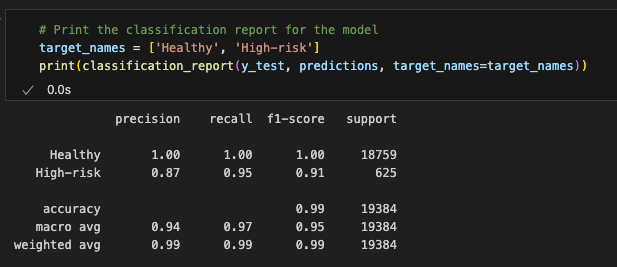 # Print the classification report for the model
target_names = ['Healthy', 'High-risk']
print(classification_report(y_test, predictions, target_names=target_names))
✓ 0.0s
precision recall f1-score support
Healthy 1.00 1.00 1.00 18759
High-risk 0.87 0.95 0.91 625
accuracy 0.99 19384
macro avg 0.94 0.97 0.95 19384
weighted avg 0.99 0.99 0.99 19384